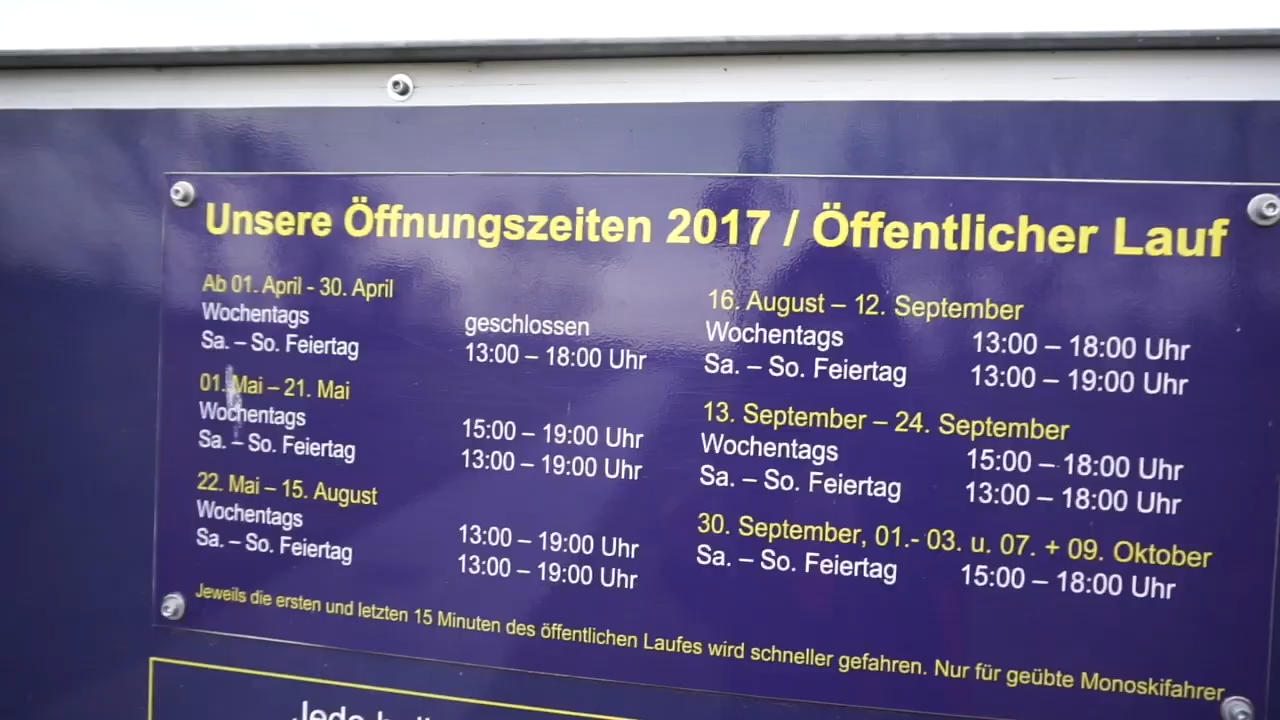 Unsere Öffnungszeiten 2017 / Öffentlicher Lauf
Ab 01. April - 30. April
Wochentags geschlossen
Sa. – So. Feiertag 13:00 – 18:00 Uhr
01. Mai – 21. Mai
Wochentags 15:00 – 19:00 Uhr
Sa. – So. Feiertag 13:00 – 19:00 Uhr
22. Mai – 15. August
Wochentags 13:00 – 19:00 Uhr
Sa. – So. Feiertag 13:00 – 19:00 Uhr
16. August – 12. September
Wochentags 13:00 – 18:00 Uhr
Sa. – So. Feiertag 13:00 – 19:00 Uhr
13. September – 24. September
Wochentags 15:00 – 18:00 Uhr
Sa. – So. Feiertag 13:00 – 18:00 Uhr
30. September, 01.- 03. u. 07. + 09. Oktober
Sa. – So. Feiertag 15:00 – 18:00 Uhr
Jeweils die ersten und letzten 15 Minuten des öffentlichen Laufes wird schneller gefahren. Nur für geübte Monoskifahrer